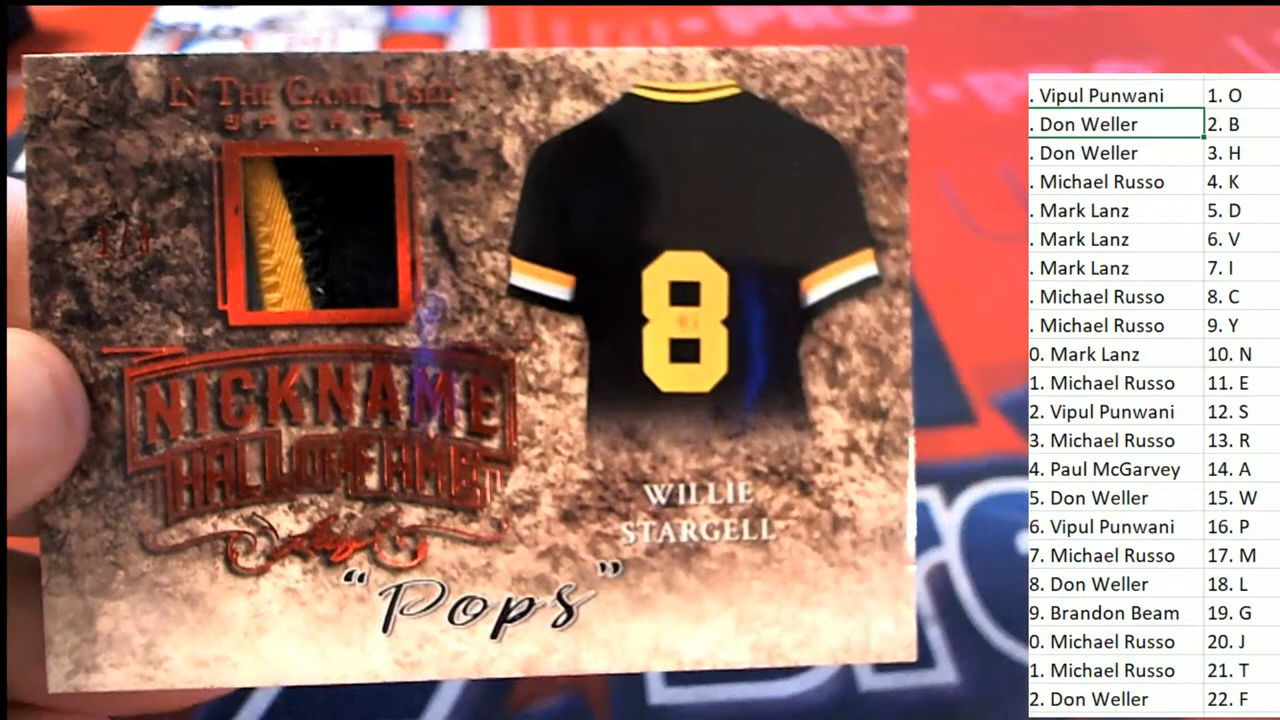 IN THE GAME USED
SPORTS
1/1
8
NICKNAME
HALL OF FAME
WILLIE
STARGELL
"Pops"
. Vipul Punwani 1. O
. Don Weller 2. B
. Don Weller 3. H
. Michael Russo 4. K
. Mark Lanz 5. D
. Mark Lanz 6. V
. Mark Lanz 7. I
. Michael Russo 8. C
. Michael Russo 9. Y
0. Mark Lanz 10. N
1. Michael Russo 11. E
2. Vipul Punwani 12. S
3. Michael Russo 13. R
4. Paul McGarvey 14. A
5. Don Weller 15. W
6. Vipul Punwani 16. P
7. Michael Russo 17. M
8. Don Weller 18. L
9. Brandon Beam 19. G
0. Michael Russo 20. J
1. Michael Russo 21. T
2. Don Weller 22. F